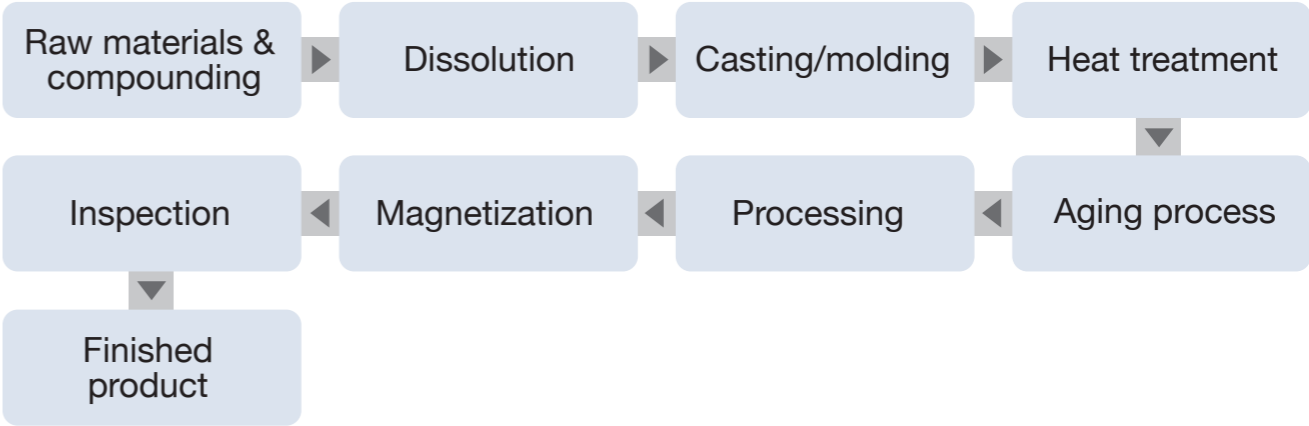 Raw materials &
compounding
Dissolution
Casting/molding
Heat treatment
Aging process
Processing
Magnetization
Inspection
Finished
product